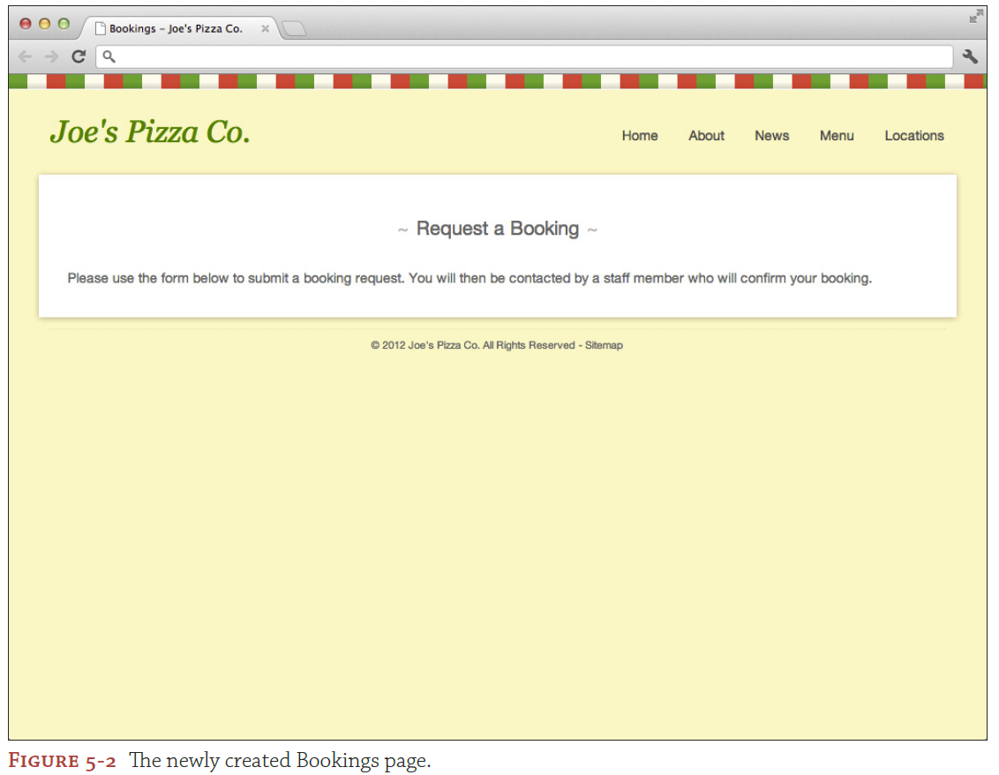 Bookings – Joe's Pizza Co.
Joe's Pizza Co.
Home About News Menu Locations
~ Request a Booking ~
Please use the form below to submit a booking request. You will then be contacted by a staff member who will confirm your booking.
© 2012 Joe's Pizza Co. All Rights Reserved - Sitemap
Figure 5-2 The newly created Bookings page.